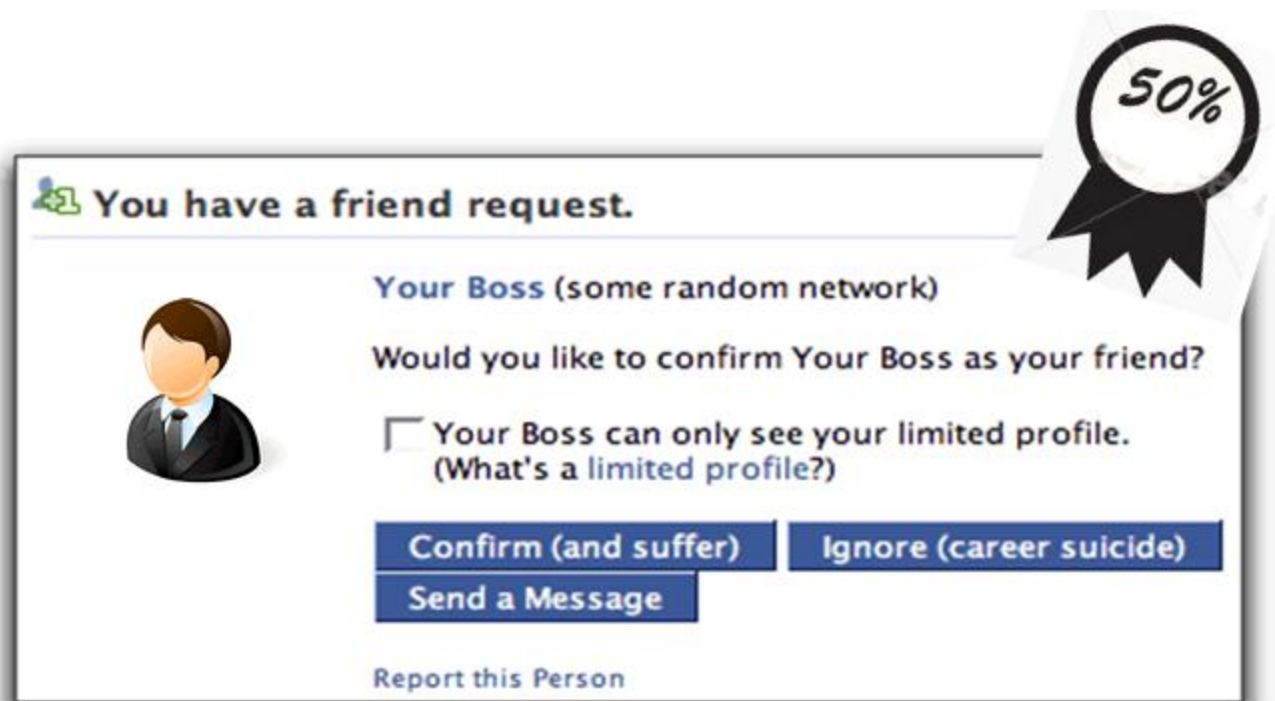 50%
+1 You have a friend request.
Your Boss (some random network)
Would you like to confirm Your Boss as your friend?
Your Boss can only see your limited profile.
(What's a limited profile?)
Confirm (and suffer) Ignore (career suicide)
Send a Message
Report this Person